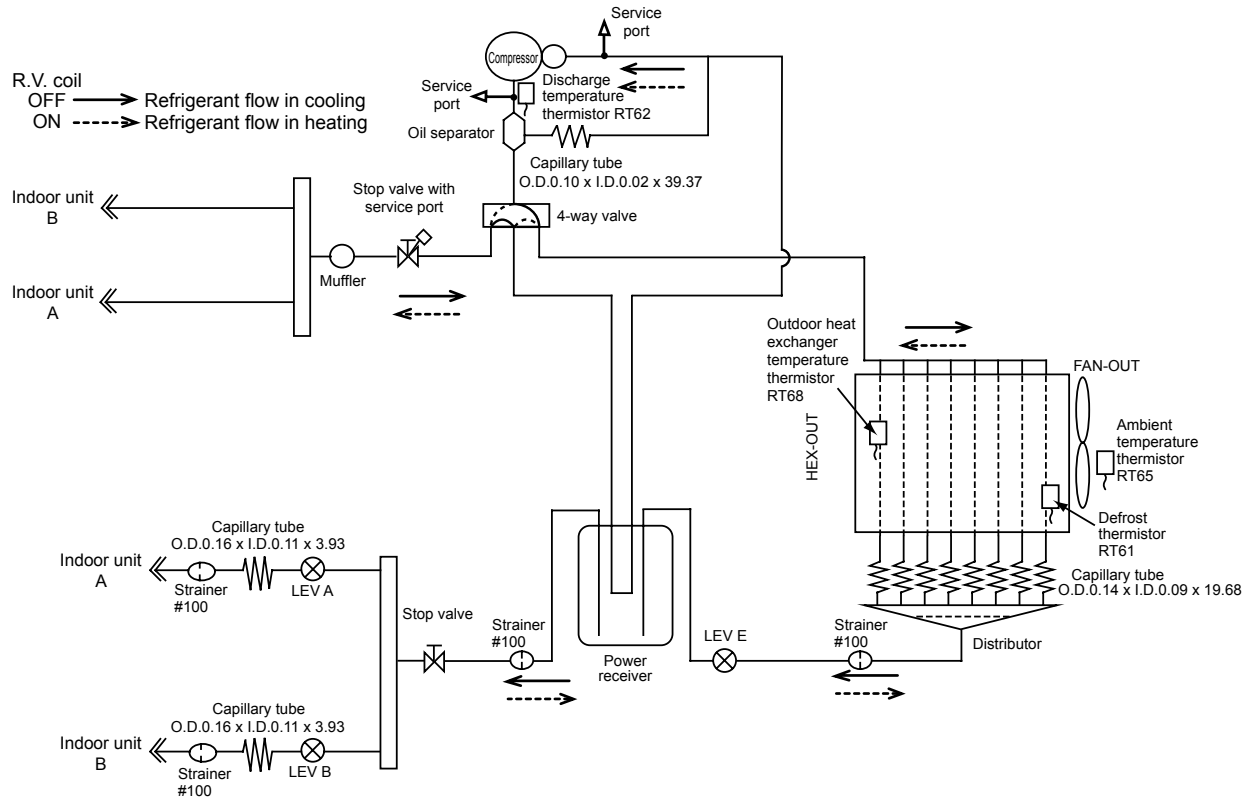 Service
port
Compressor
R.V. coil
OFF Refrigerant flow in cooling
ON Refrigerant flow in heating
Service
port
Discharge
temperature
thermistor RT62
Oil separator
Capillary tube
O.D.0.10 x I.D.0.02 x 39.37
Indoor unit
B
Stop valve with
service port
4-way valve
Muffler
Indoor unit
A
Outdoor heat
exchanger
temperature
thermistor
RT68
FAN-OUT
HEX-OUT
Ambient
temperature
thermistor
RT65
Defrost
thermistor
RT61
Capillary tube
O.D.0.14 x I.D.0.09 x 19.68
Distributor
Capillary tube
O.D.0.16 x I.D.0.11 x 3.93
Indoor unit
A
Strainer
#100
LEV A
Stop valve
Strainer
#100
Power
receiver
LEV E
Strainer
#100
Capillary tube
O.D.0.16 x I.D.0.11 x 3.93
Indoor unit
B
Strainer
#100
LEV B